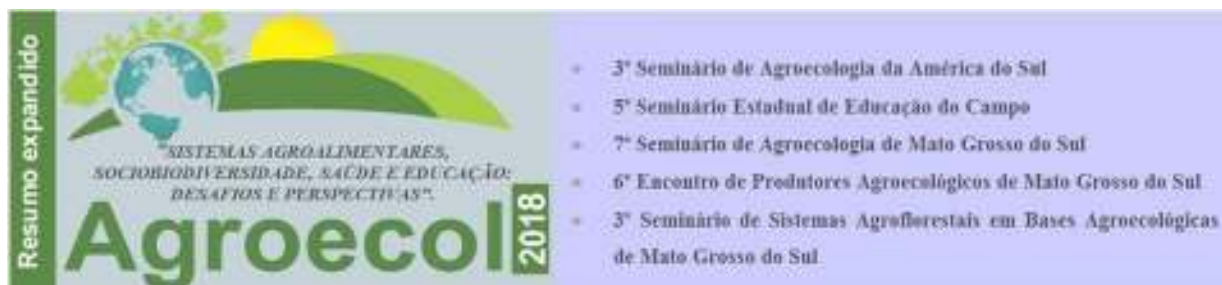 Resumo expandido
"SISTEMAS AGROALIMENTARES,
SOCIOBIODIVERSIDADE, SAÚDE E EDUCAÇÃO:
DESAFIOS E PERSPECTIVAS".
Agroecol 2018
3º Seminário de Agroecologia da América do Sul
5º Seminário Estadual de Educação do Campo
7º Seminário de Agroecologia de Mato Grosso do Sul
6º Encontro de Produtores Agroecológicos de Mato Grosso do Sul
3º Seminário de Sistemas Agroflorestais em Bases Agroecológicas
de Mato Grosso do Sul